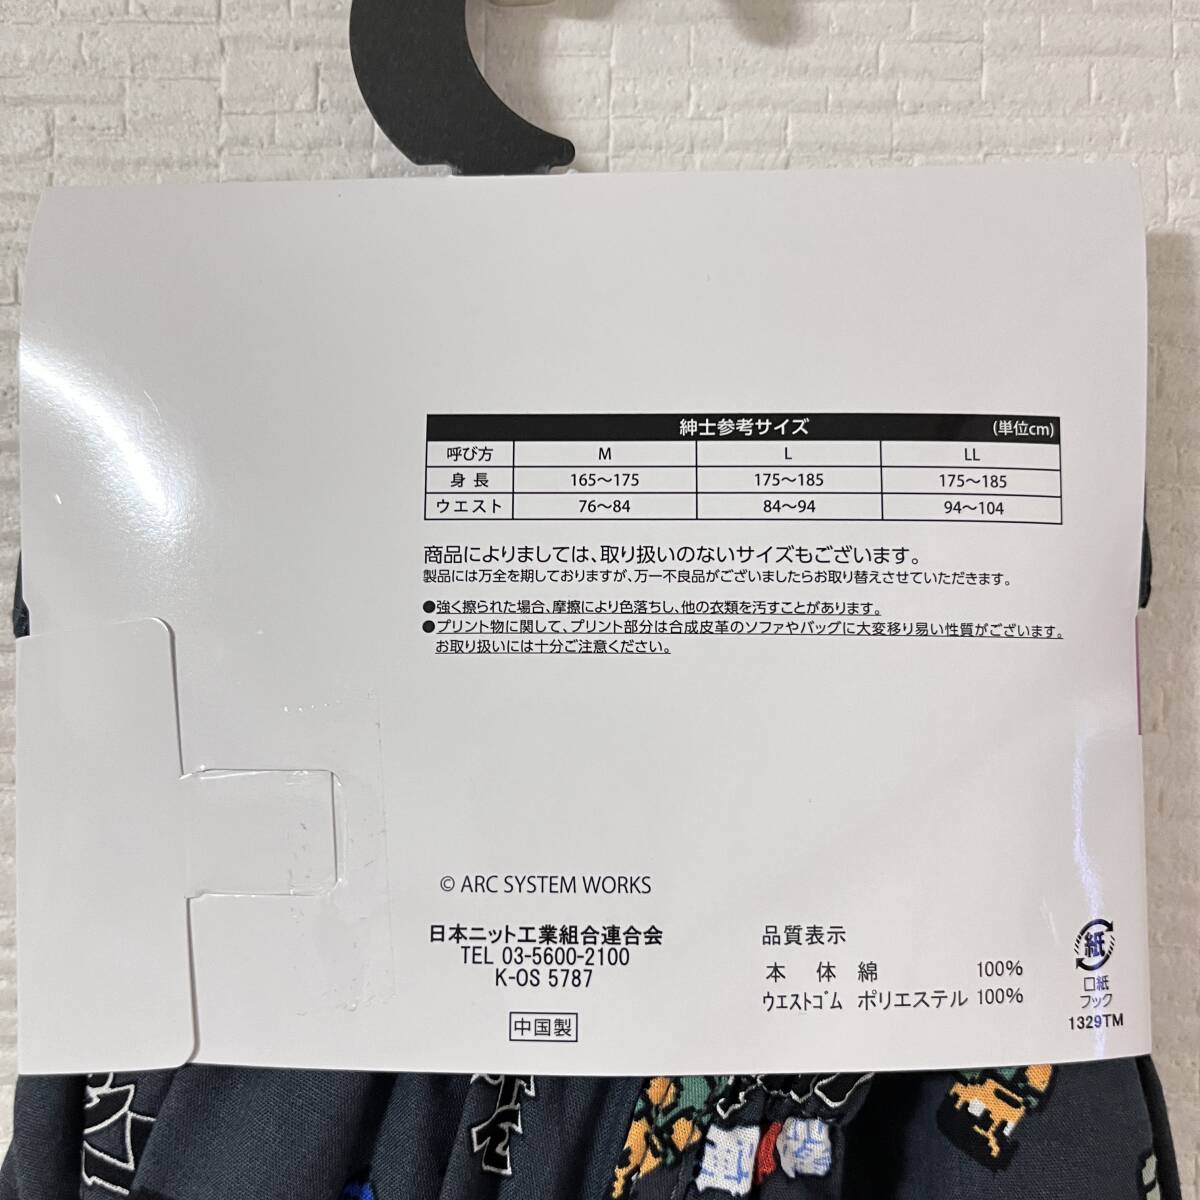 紳士参考サイズ (単位cm)
呼び方 M L LL
身長 165～175 175～185 175～185
ウエスト 76～84 84～94 94～104
商品によりましては、取り扱いのないサイズもございます。
製品には万全を期しておりますが、万一不良品がございましたらお取り替えさせていただきます。
●強く擦られた場合、摩擦により色落ちし、他の衣類を汚すことがあります。
●プリント物に関して、プリント部分は合成皮革のソファやバッグに大変移り易い性質がございます。
お取り扱いには十分ご注意ください。
© ARC SYSTEM WORKS
日本ニット工業組合連合会
TEL 03-5600-2100
K-OS 5787
中国製
品質表示
本体 綿 100%
ウエストゴム ポリエステル 100%
紙
口紙
フック
1329TM